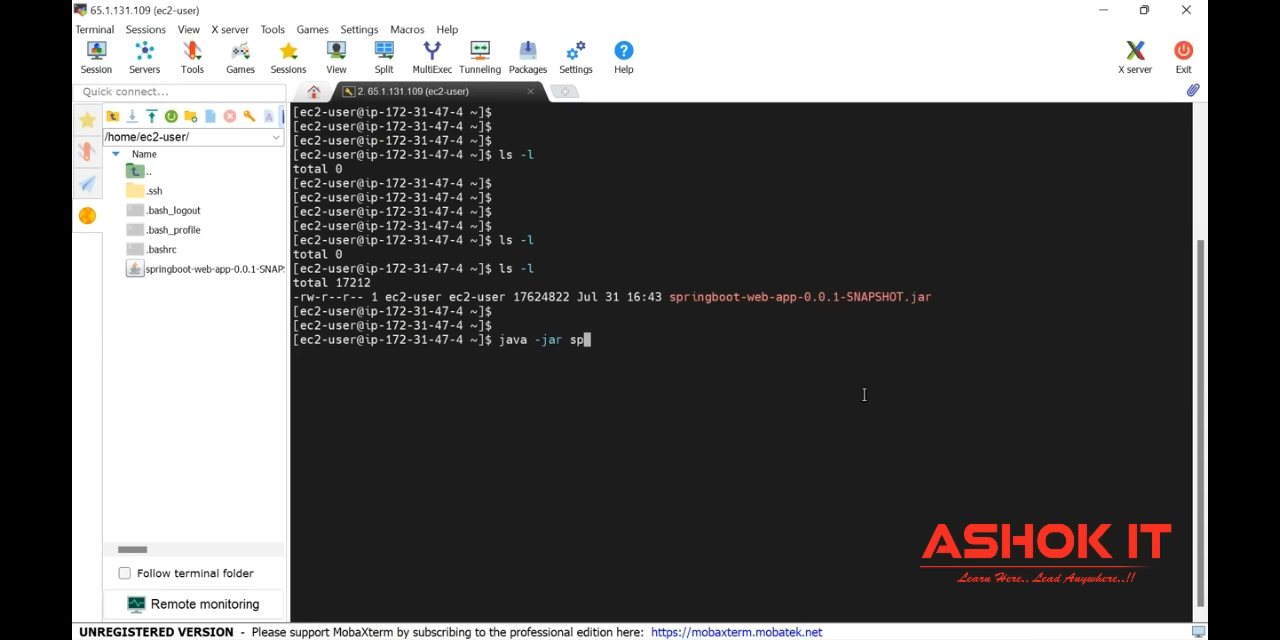 65.1.131.109 (ec2-user)
Terminal Sessions View X server Tools Games Settings Macros Help
Session Servers Tools Games Sessions View Split MultiExec Tunneling Packages Settings Help X server Exit
Quick connect...
2. 65.1.131.109 (ec2-user)
/home/ec2-user/
Name
..
.ssh
.bash_logout
.bash_profile
.bashrc
springboot-web-app-0.0.1-SNAP
[ec2-user@ip-172-31-47-4 ~]$
[ec2-user@ip-172-31-47-4 ~]$
[ec2-user@ip-172-31-47-4 ~]$
[ec2-user@ip-172-31-47-4 ~]$ ls -l
total 0
[ec2-user@ip-172-31-47-4 ~]$
[ec2-user@ip-172-31-47-4 ~]$
[ec2-user@ip-172-31-47-4 ~]$
[ec2-user@ip-172-31-47-4 ~]$
[ec2-user@ip-172-31-47-4 ~]$ ls -l
total 0
[ec2-user@ip-172-31-47-4 ~]$ ls -l
total 17212
-rw-r--r-- 1 ec2-user ec2-user 17624822 Jul 31 16:43 springboot-web-app-0.0.1-SNAPSHOT.jar
[ec2-user@ip-172-31-47-4 ~]$
[ec2-user@ip-172-31-47-4 ~]$
[ec2-user@ip-172-31-47-4 ~]$ java -jar sp
ASHOK IT
Learn Here.. Lead Anywhere..!!
Follow terminal folder
Remote monitoring
UNREGISTERED VERSION - Please support MobaXterm by subscribing to the professional edition here: https://mobaxterm.mobatek.net